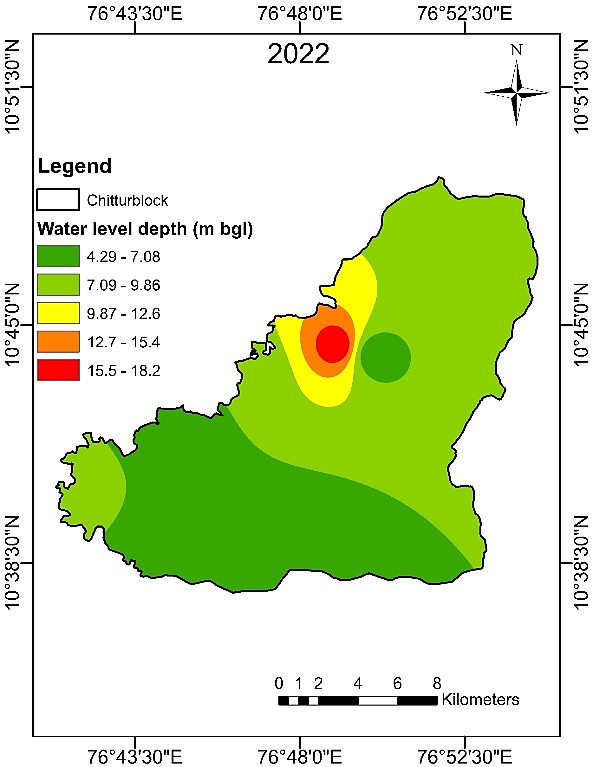 76°43'30"E 76°48'0"E 76°52'30"E
2022
N
10°51'30"N 10°51'30"N
Legend
Chitturblock
Water level depth (m bgl)
4.29 - 7.08
7.09 - 9.86
9.87 - 12.6
12.7 - 15.4
15.5 - 18.2
10°45'0"N 10°45'0"N
10°38'30"N 10°38'30"N
0 1 2 4 6 8
Kilometers
76°43'30"E 76°48'0"E 76°52'30"E